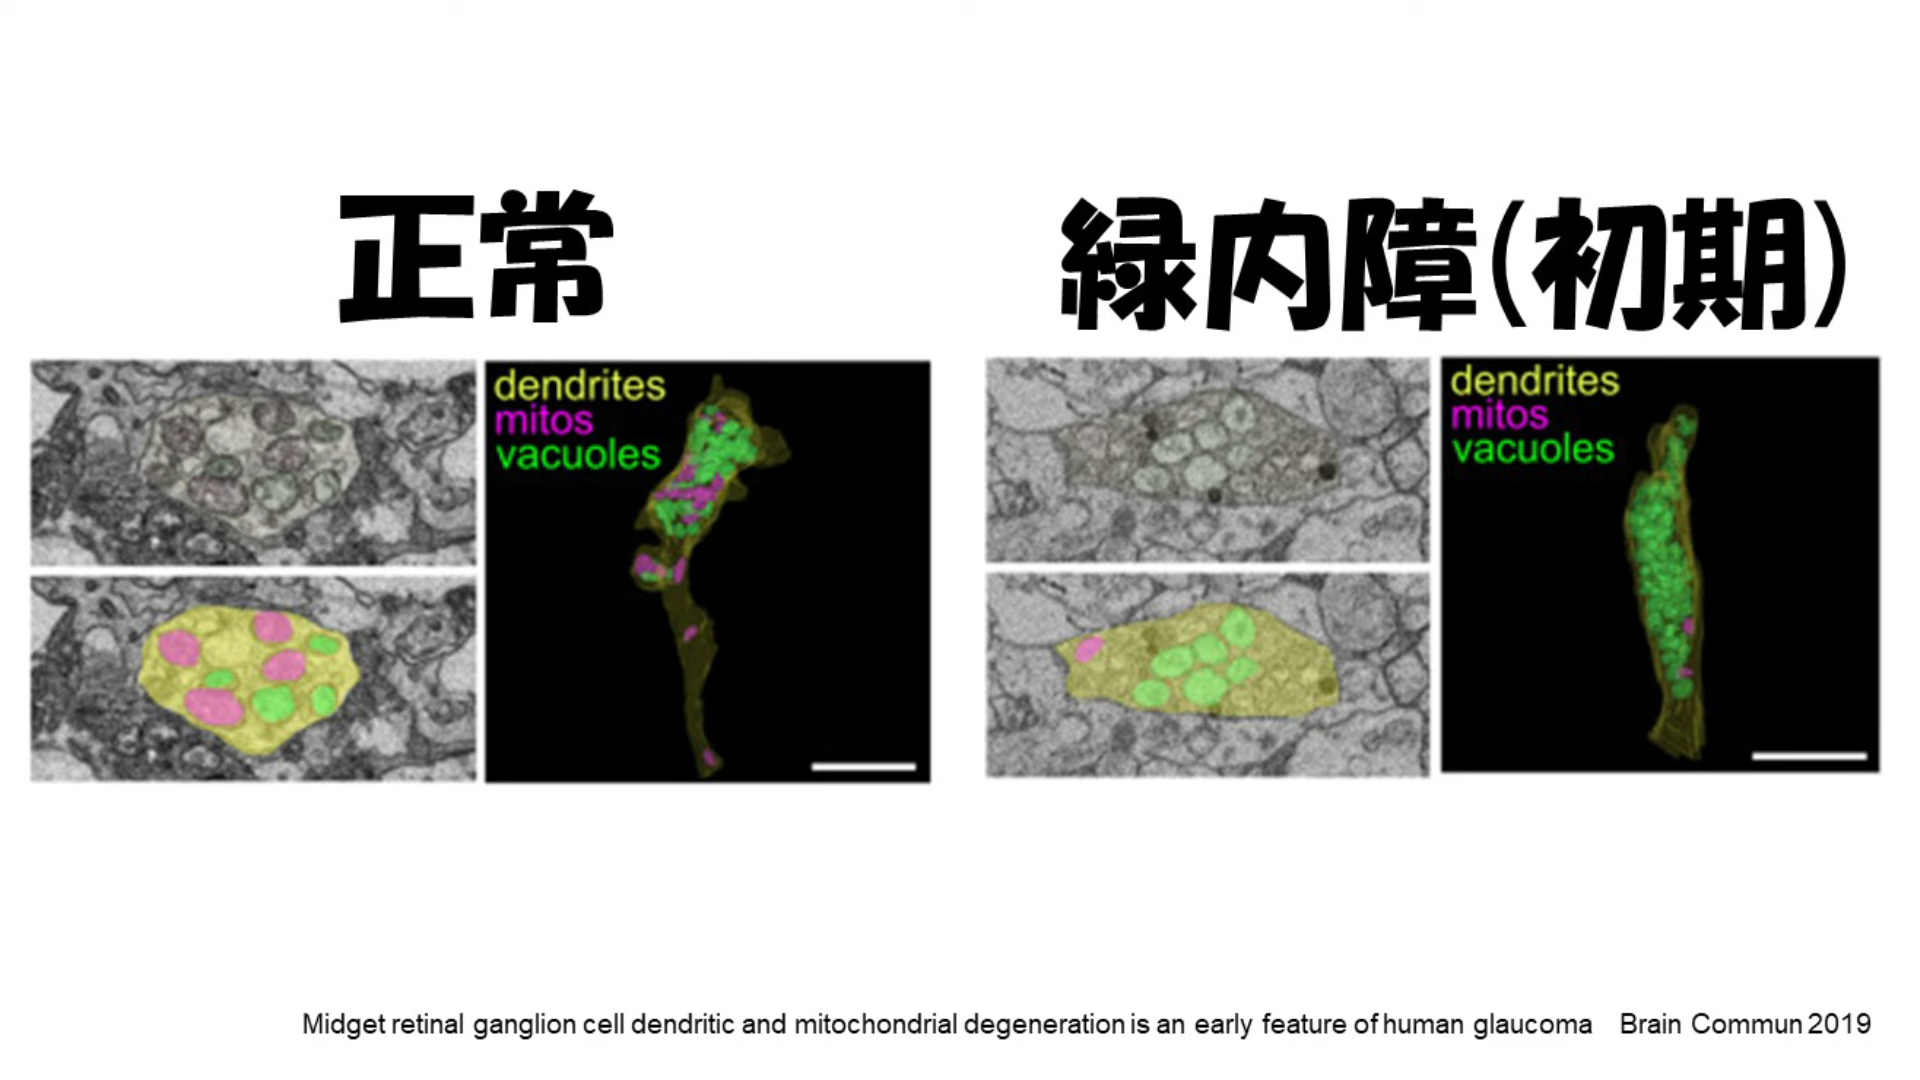 正常
緑内障(初期)
dendrites
mitos
vacuoles
dendrites
mitos
vacuoles
Midget retinal ganglion cell dendritic and mitochondrial degeneration is an early feature of human glaucoma　Brain Commun 2019